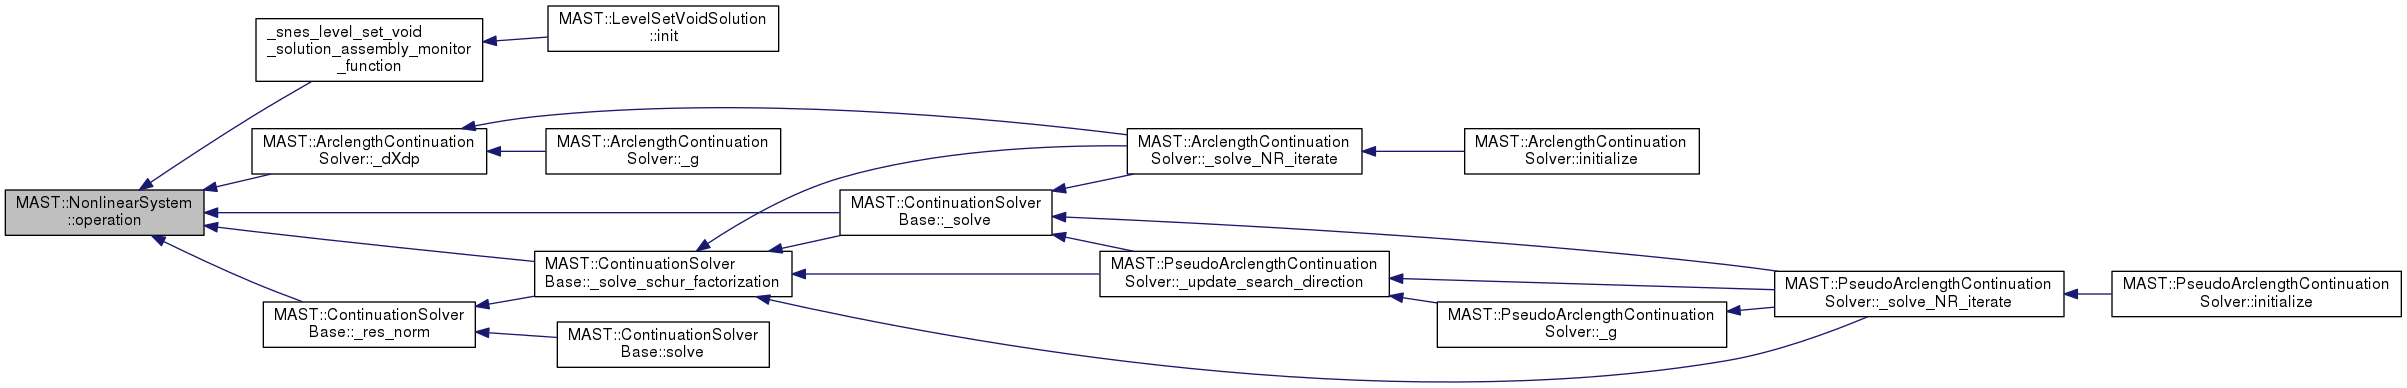 MAST::LevelSetVoidSolution
::init
_snes_level_set_void
_solution_assembly_monitor
_function
MAST::ArclengthContinuation
Solver::_dXdp
MAST::ArclengthContinuation
Solver::_g
MAST::ArclengthContinuation
Solver::_solve_NR_iterate
MAST::ArclengthContinuation
Solver::initialize
MAST::NonlinearSystem
::operation
MAST::ContinuationSolver
Base::_solve
MAST::ContinuationSolver
Base::_solve_schur_factorization
MAST::PseudoArclengthContinuation
Solver::_update_search_direction
MAST::PseudoArclengthContinuation
Solver::_solve_NR_iterate
MAST::PseudoArclengthContinuation
Solver::initialize
MAST::ContinuationSolver
Base::_res_norm
MAST::PseudoArclengthContinuation
Solver::_g
MAST::ContinuationSolver
Base::solve